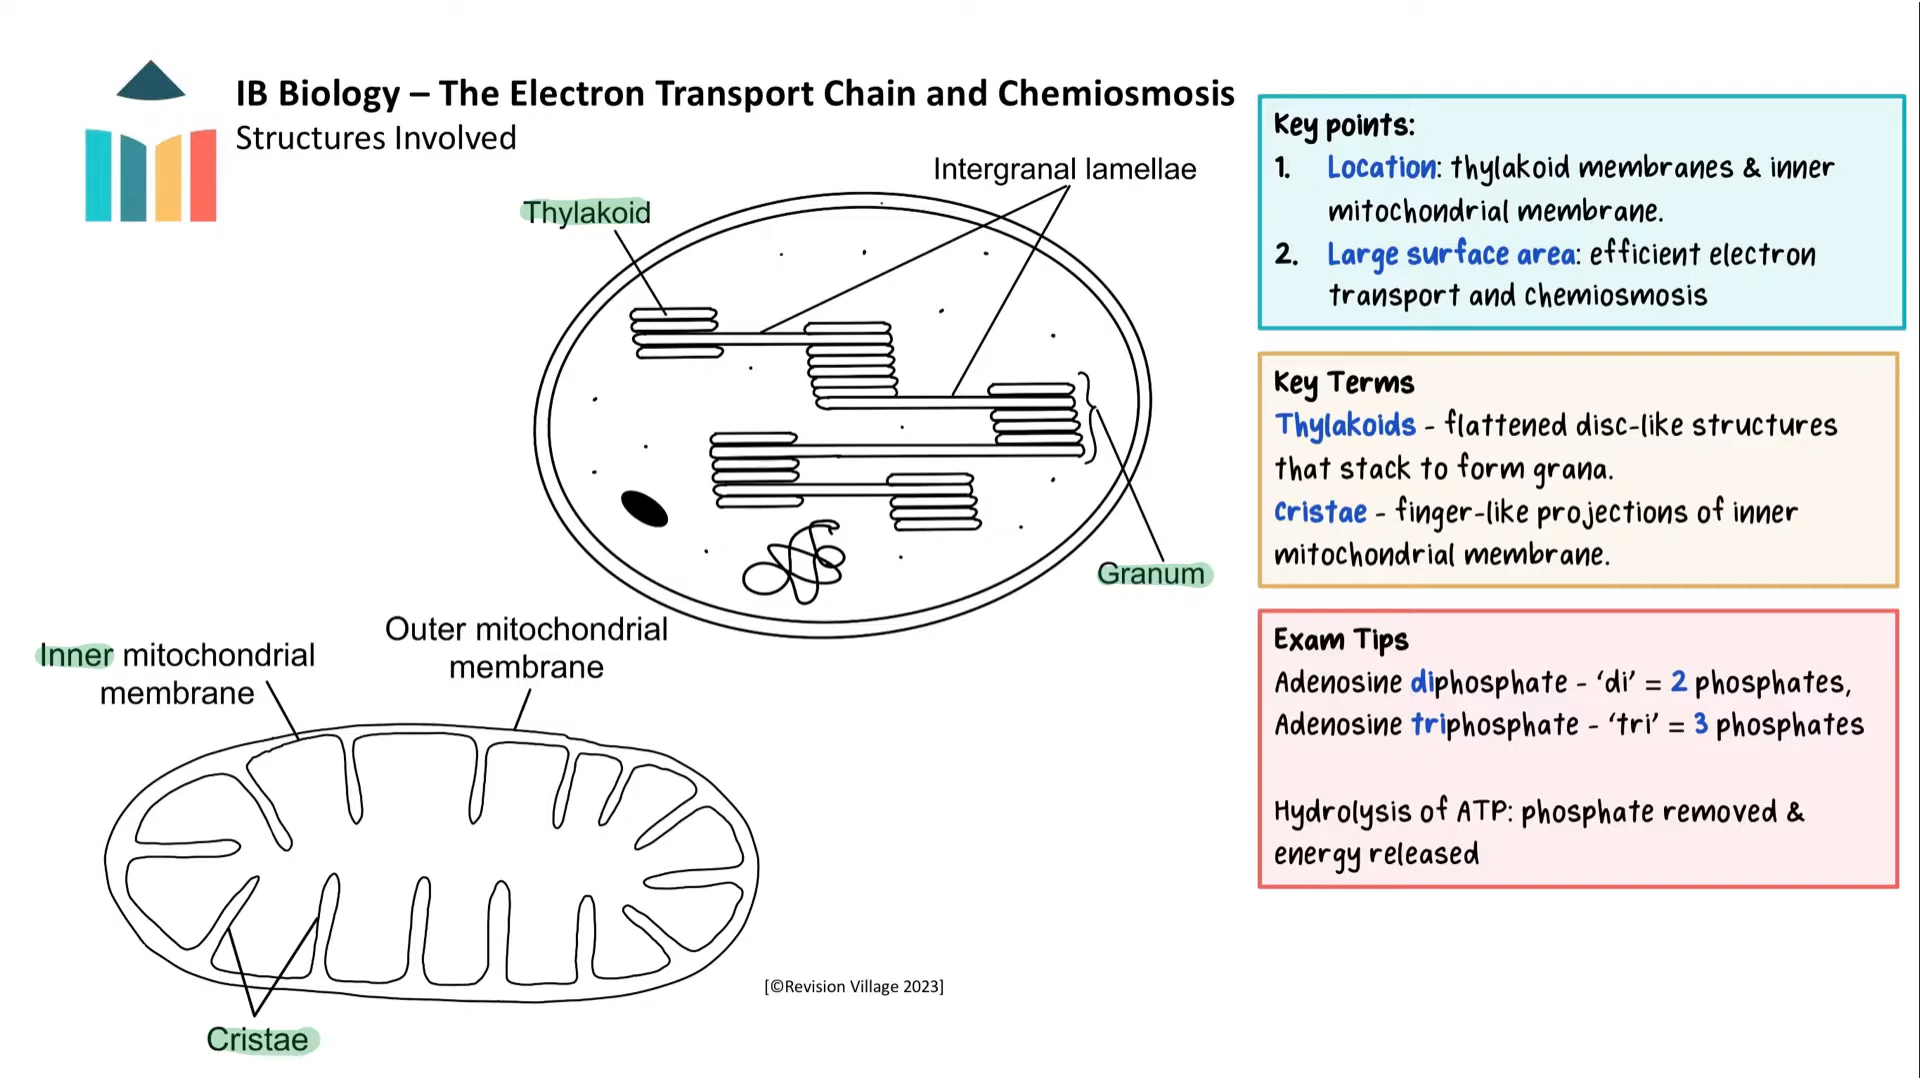 IB Biology – The Electron Transport Chain and Chemiosmosis
Structures Involved
Intergranal lamellae
Thylakoid
Granum
Outer mitochondrial
membrane
Inner mitochondrial
membrane
Cristae
[©Revision Village 2023]
Key points:
1. Location: thylakoid membranes & inner
mitochondrial membrane.
2. Large surface area: efficient electron
transport and chemiosmosis
Key Terms
Thylakoids - flattened disc-like structures
that stack to form grana.
Cristae - finger-like projections of inner
mitochondrial membrane.
Exam Tips
Adenosine diphosphate - ‘di’ = 2 phosphates,
Adenosine triphosphate - ‘tri’ = 3 phosphates
Hydrolysis of ATP: phosphate removed &
energy released